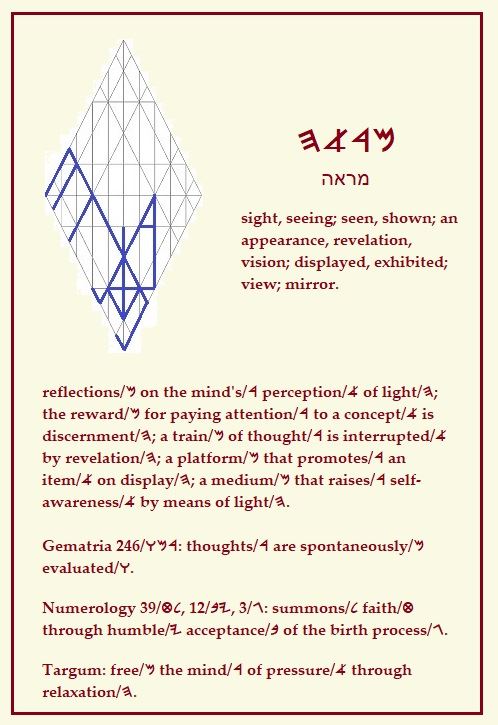 𐤌𐤓𐤀𐤄
מראה
sight, seeing; seen, shown; an
appearance, revelation,
vision; displayed, exhibited;
view; mirror.
reflections/𐤌 on the mind's/𐤓 perception/𐤀 of light/𐤄;
the reward/𐤌 for paying attention/𐤓 to a concept/𐤀 is
discernment/𐤄; a train/𐤌 of thought/𐤓 is interrupted/𐤀
by revelation/𐤄; a platform/𐤌 that promotes/𐤓 an
item/𐤀 on display/𐤄; a medium/𐤌 that raises/𐤓 self-
awareness/𐤀 by means of light/𐤄.
Gematria 246/𐤓𐤌𐤅: thoughts/𐤓 are spontaneously/𐤌
evaluated/𐤅.
Numerology 39/𐤋𐤈, 12/𐤉𐤁, 3/𐤂: summons/𐤋 faith/𐤈
through humble/𐤉 acceptance/𐤁 of the birth process/𐤂.
Targum: free/𐤌 the mind/𐤓 of pressure/𐤀 through
relaxation/𐤄.